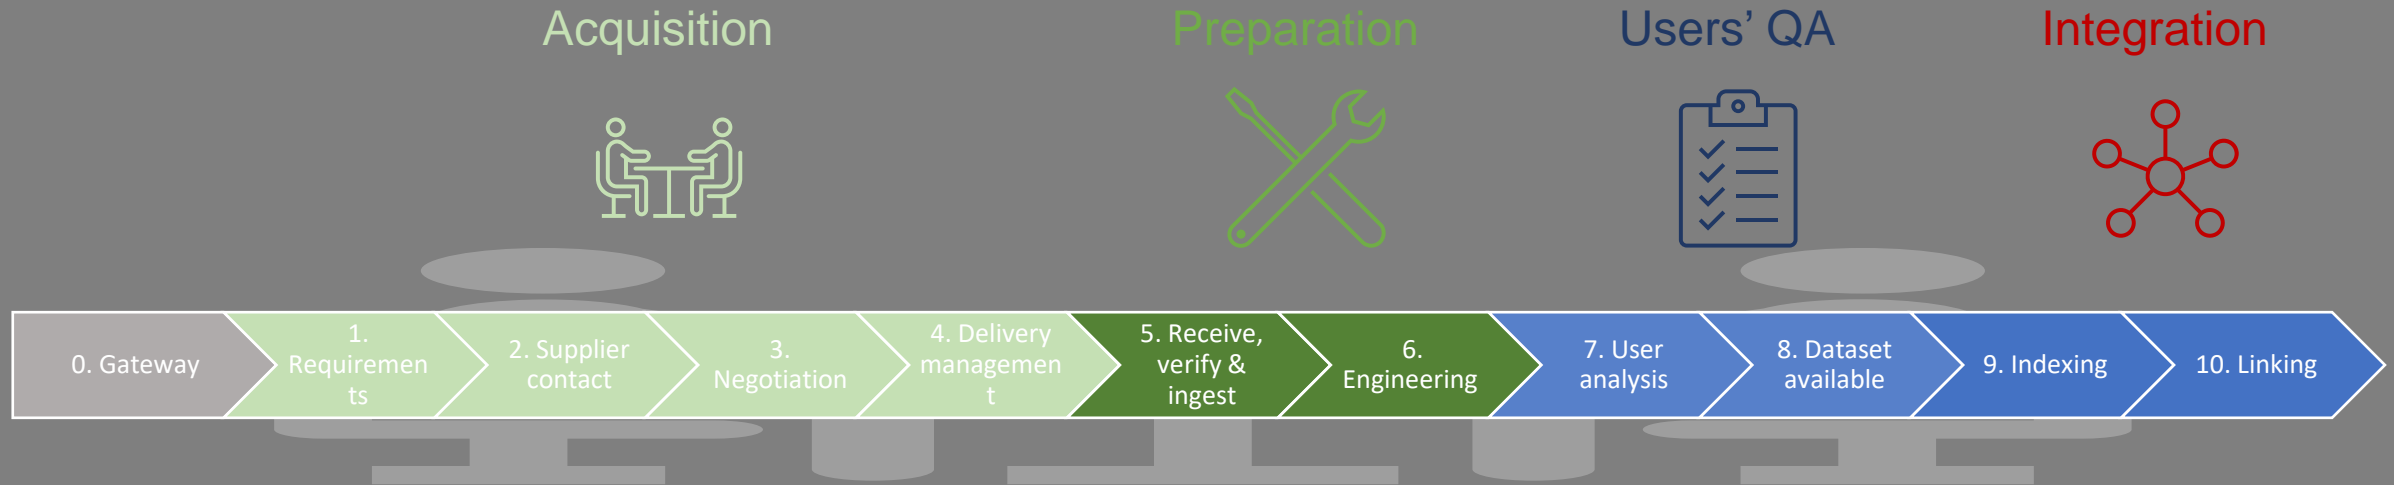 Acquisition
Preparation
Users’ QA
Integration
0. Gateway
1.
Requiremen
ts
2. Supplier
contact
3.
Negotiation
4. Delivery
managemen
t
5. Receive,
verify &
ingest
6.
Engineering
7. User
analysis
8. Dataset
available
9. Indexing
10. Linking